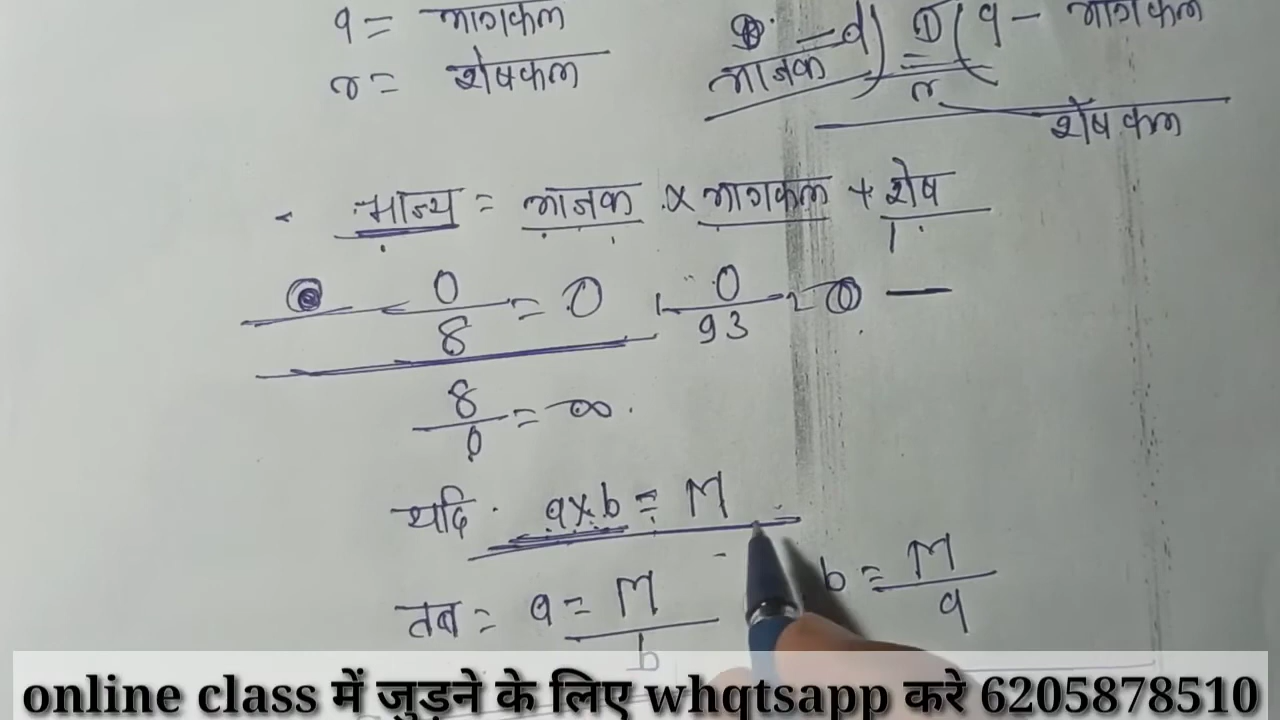 q = भागफल
r = शेषफल
भाजक d ) D ( q - भागफल
r
शेषफल
भाज्य = भाजक × भागफल + शेष
0/8 = 0 0/93 = 0
8/0 = ∞
यदि a×b = M
तब = a = M/b b = M/a
online class में जुड़ने के लिए whqtsapp करे 6205878510